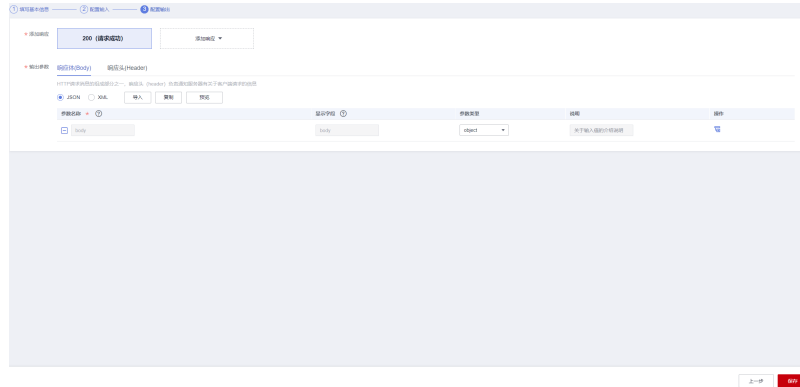 1 填写基本信息 2 配置输入 3 配置输出
* 添加响应 200（请求成功） 添加响应
* 输出参数 响应体(Body) 响应头(Header)
JSON XML 导入 复制 预览
参数名称 * ? 显示字段 ? 参数类型 说明 操作
body body object 关于输入值的介绍说明
上一步 保存